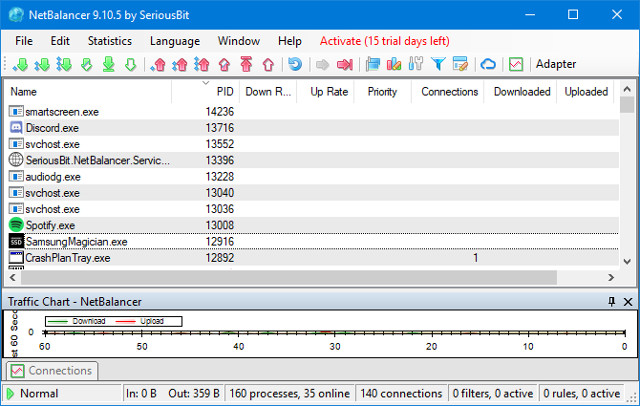 NetBalancer 9.10.5 by SeriousBit
File Edit Statistics Language Window Help Activate (15 trial days left)
Adapter
Name PID Down R... Up Rate Priority Connections Downloaded Uploaded
smartscreen.exe 14236
Discord.exe 13716
svchost.exe 13552
SeriousBit.NetBalancer.Servic... 13396
audiodg.exe 13228
svchost.exe 13040
svchost.exe 13036
Spotify.exe 13008
SSD SamsungMagician.exe 12916
CrashPlanTray.exe 12892 1
Traffic Chart - NetBalancer
Download Upload
0
60 50 40 30 20 10 0
Connections
Normal In: 0 B Out: 359 B 160 processes, 35 online 140 connections 0 filters, 0 active 0 rules, 0 active